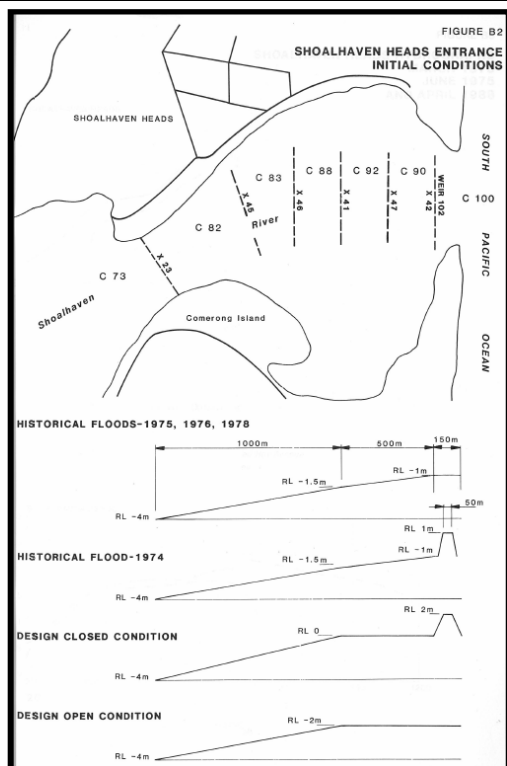 FIGURE B2
SHOALHAVEN HEADS ENTRANCE
INITIAL CONDITIONS
SHOALHAVEN HEADS
SOUTH
PACIFIC
OCEAN
C 83
C 88
C 92
C 90
WEIR 102
C 100
X 45
X 46
X 41
X 47
X 42
River
C 82
X 23
C 73
Shoalhaven
Comerong Island
HISTORICAL FLOODS-1975, 1976, 1978
1000m
500m
150m
RL -1.5m
RL -1m
RL -4m
50m
RL 1m
HISTORICAL FLOOD-1974
RL -1.5m
RL -1m
RL -4m
RL 2m
DESIGN CLOSED CONDITION
RL 0
RL -4m
DESIGN OPEN CONDITION
RL -2m
RL -4m